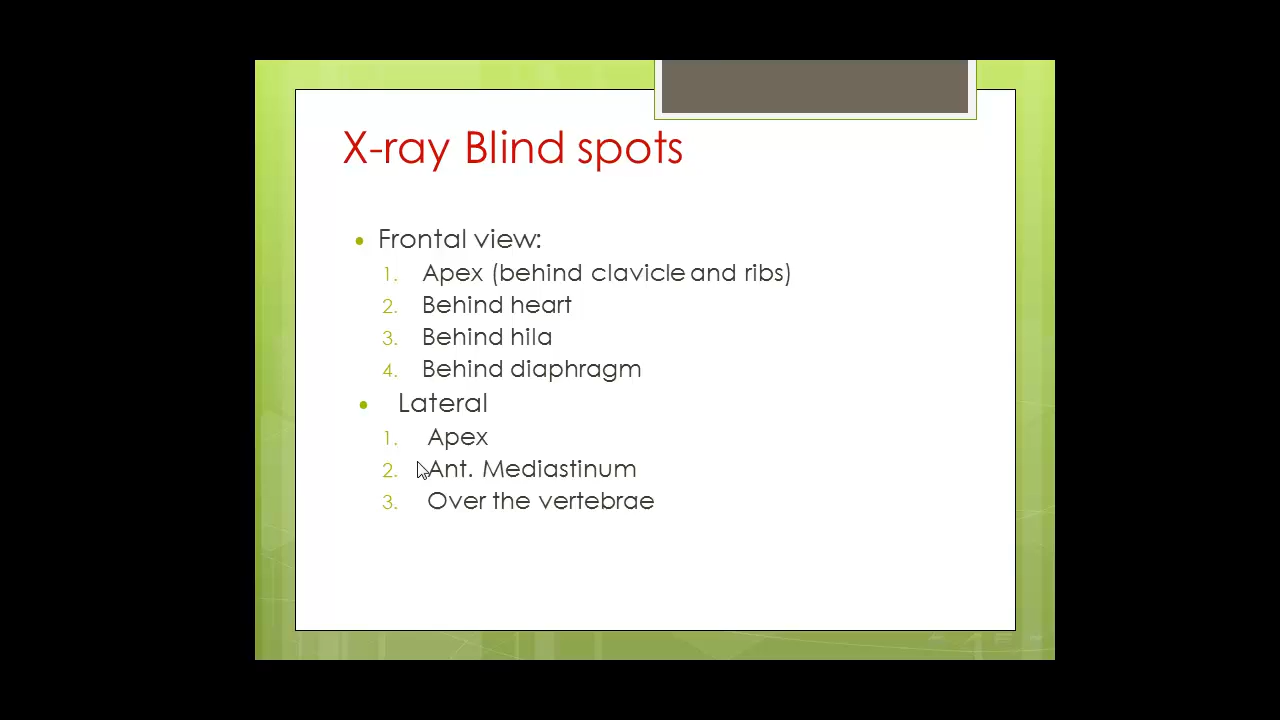 X-ray Blind spots
• Frontal view:
1. Apex (behind clavicle and ribs)
2. Behind heart
3. Behind hila
4. Behind diaphragm
• Lateral
1. Apex
2. Ant. Mediastinum
3. Over the vertebrae